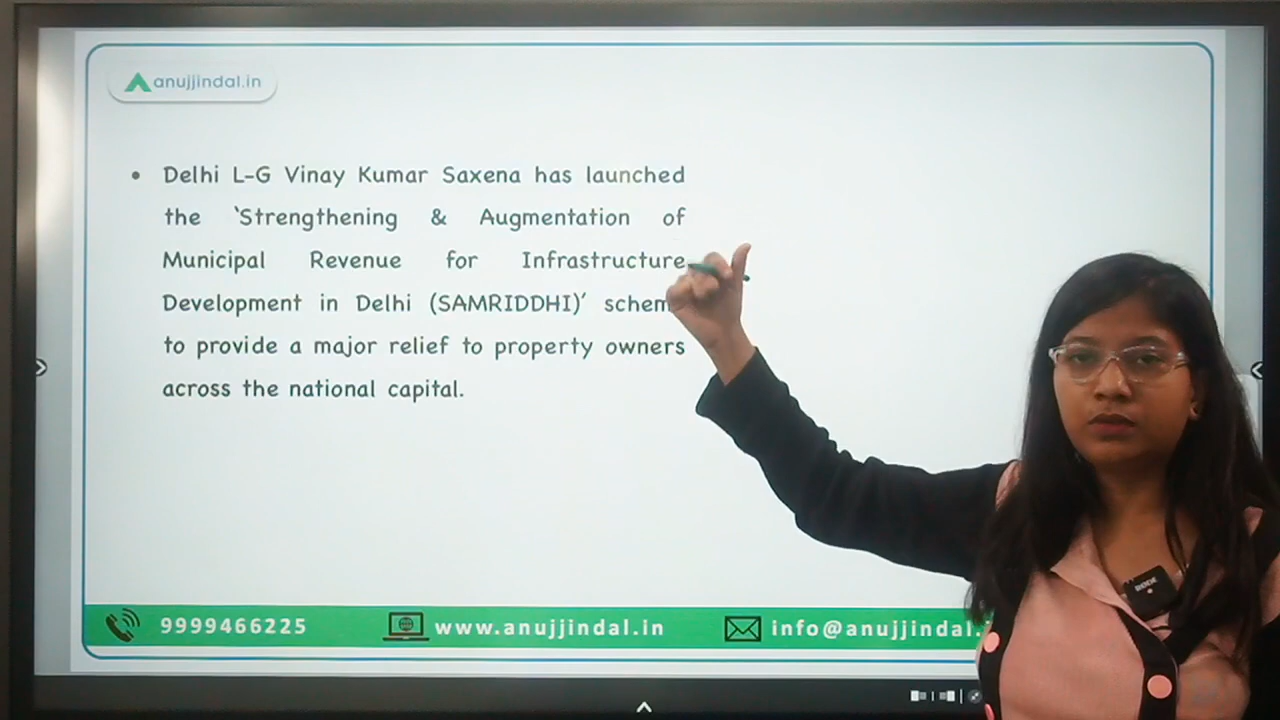 anujjindal.in
• Delhi L-G Vinay Kumar Saxena has launched
the ‘Strengthening & Augmentation of
Municipal Revenue for Infrastructure
Development in Delhi (SAMRIDDHI)’ schem
to provide a major relief to property owners
across the national capital.
9999466225 www.anujjindal.in info@anujjindal.